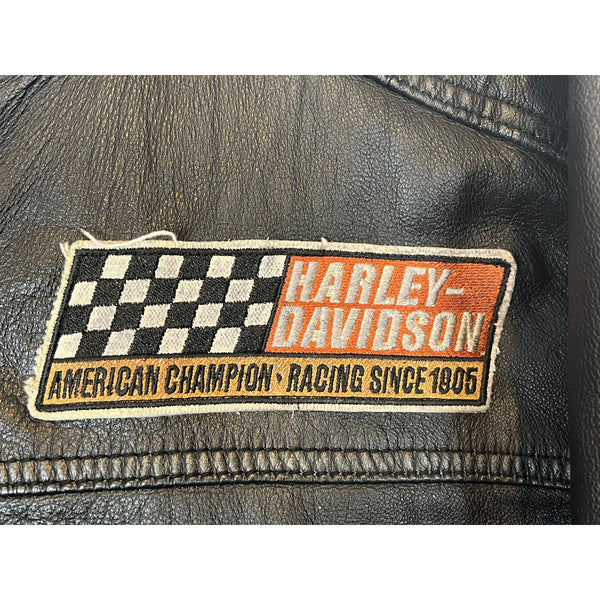 HARLEY-
DAVIDSON
AMERICAN CHAMPION · RACING SINCE 1905